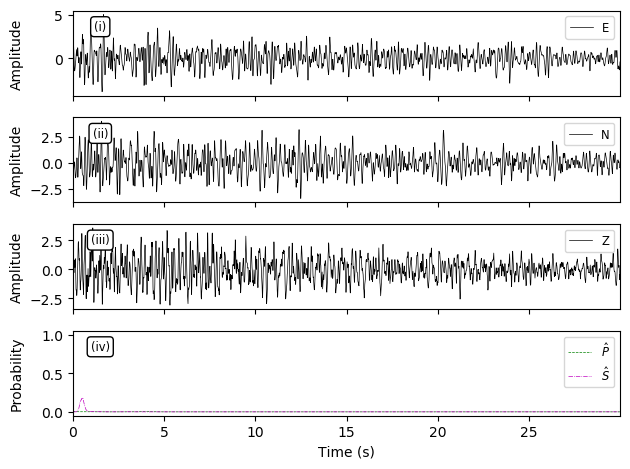 5
0
Amplitude
(i)
E
2.5
0.0
−2.5
Amplitude
(ii)
N
2.5
0.0
−2.5
Amplitude
(iii)
Z
1.0
0.5
0.0
Probability
(iv)
P̂
Ŝ
0 5 10 15 20 25
Time (s)